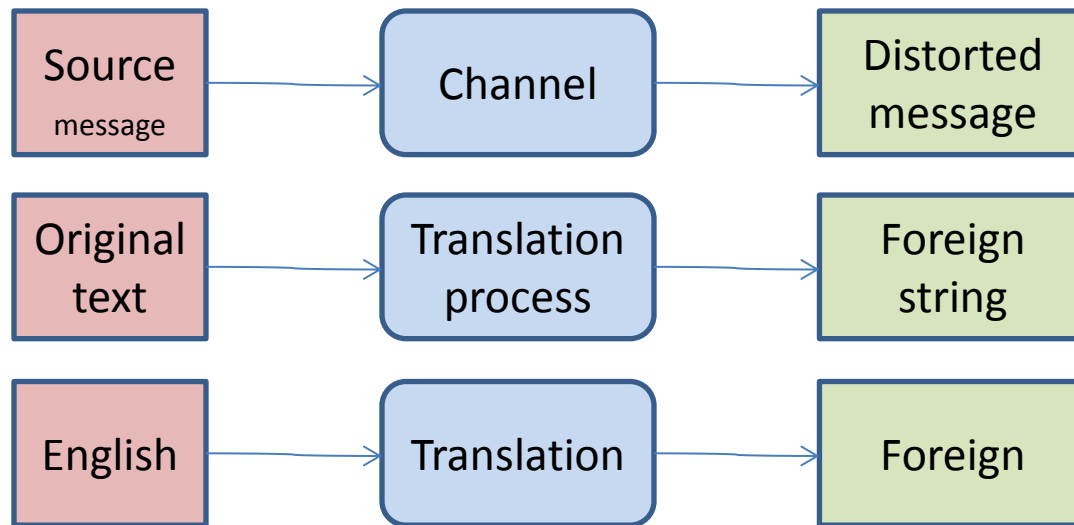 Source
message
Channel
Distorted
message
Original
text
Translation
process
Foreign
string
English
Translation
Foreign